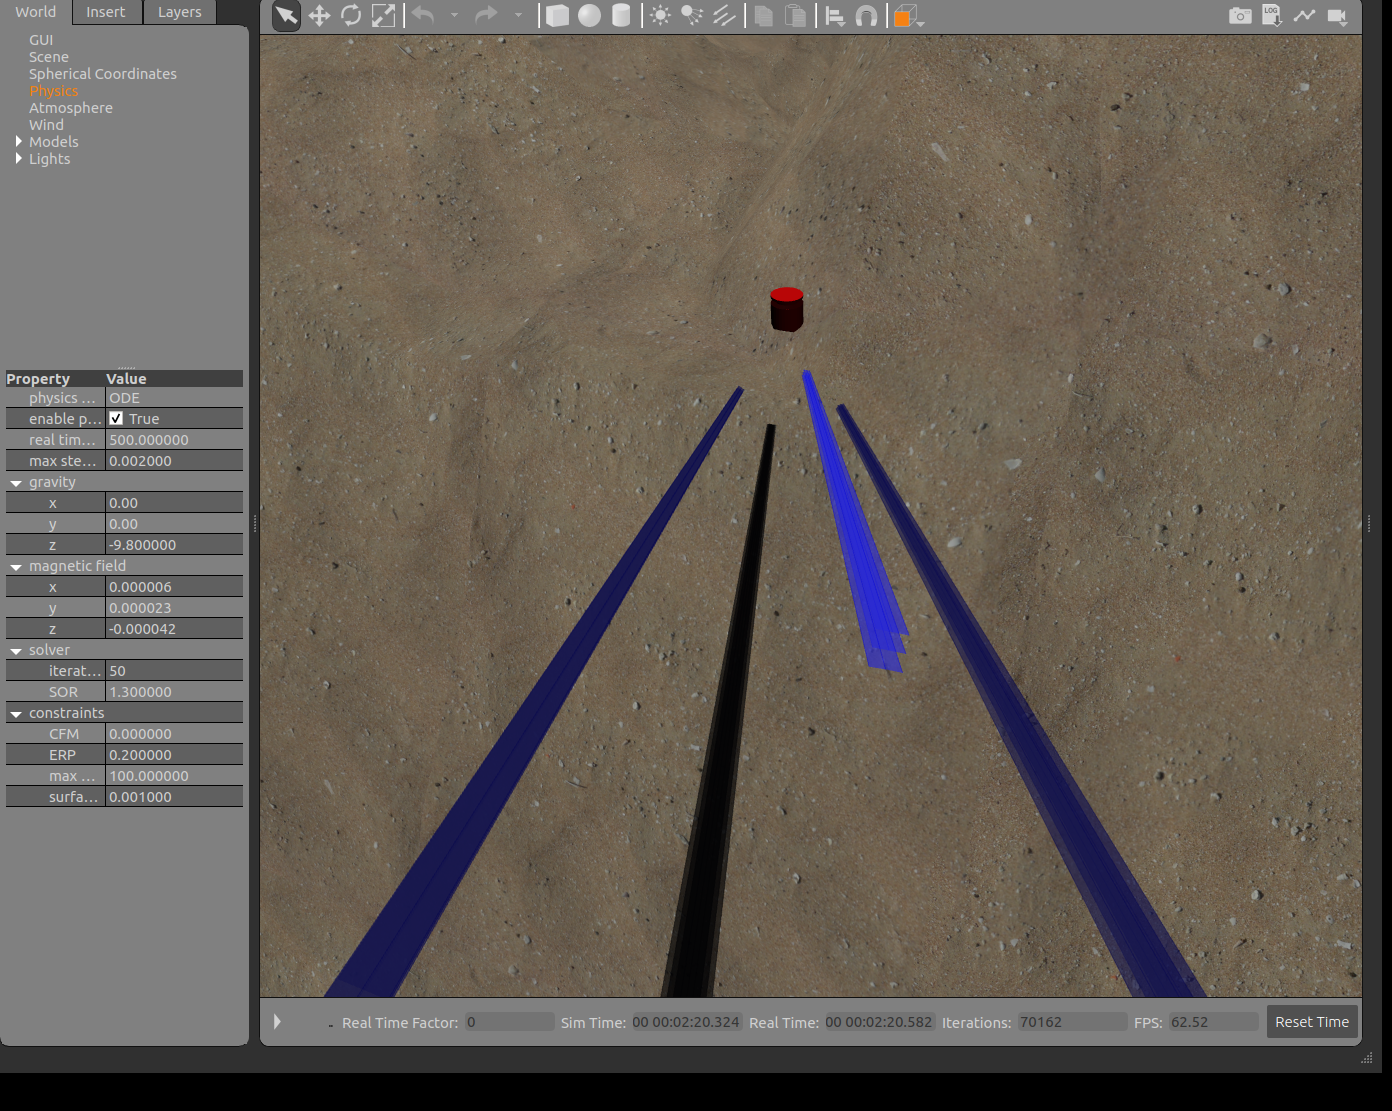 World Insert Layers
LOG
GUI
Scene
Spherical Coordinates
Physics
Atmosphere
Wind
Models
Lights
Property Value
physics ... ODE
enable p... True
real tim... 500.000000
max ste... 0.002000
gravity
x 0.00
y 0.00
z -9.800000
magnetic field
x 0.000006
y 0.000023
z -0.000042
solver
iterat... 50
SOR 1.300000
constraints
CFM 0.000000
ERP 0.200000
max ... 100.000000
surfa... 0.001000
Real Time Factor: 0 Sim Time: 00 00:02:20.324 Real Time: 00 00:02:20.582 Iterations: 70162 FPS: 62.52 Reset Time